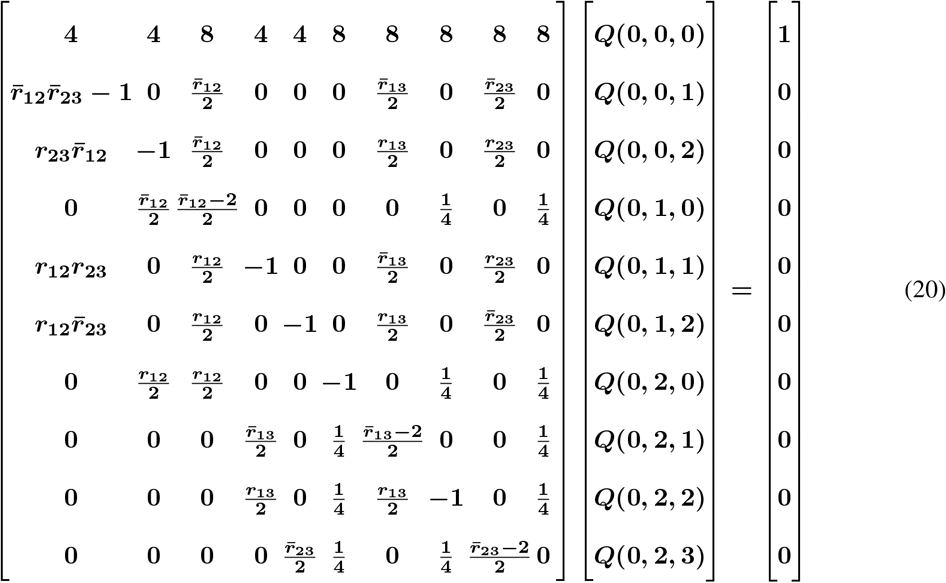 4 4 8 4 4 8 8 8 8 8 Q(0, 0, 0) 1
r̄₁₂r̄₂₃ − 1 0 r̄₁₂/2 0 0 0 r̄₁₃/2 0 r̄₂₃/2 0 Q(0, 0, 1) 0
r₂₃r̄₁₂ −1 r̄₁₂/2 0 0 0 r₁₃/2 0 r₂₃/2 0 Q(0, 0, 2) 0
0 r̄₁₂/2 r̄₁₂−2/2 0 0 0 0 1/4 0 1/4 Q(0, 1, 0) 0
r₁₂r₂₃ 0 r₁₂/2 −1 0 0 r̄₁₃/2 0 r₂₃/2 0 Q(0, 1, 1) 0
= (20)
r₁₂r̄₂₃ 0 r₁₂/2 0 −1 0 r₁₃/2 0 r̄₂₃/2 0 Q(0, 1, 2) 0
0 r₁₂/2 r₁₂/2 0 0 −1 0 1/4 0 1/4 Q(0, 2, 0) 0
0 0 0 r̄₁₃/2 0 1/4 r̄₁₃−2/2 0 0 1/4 Q(0, 2, 1) 0
0 0 0 r₁₃/2 0 1/4 r₁₃/2 −1 0 1/4 Q(0, 2, 2) 0
0 0 0 0 r̄₂₃/2 1/4 0 1/4 r̄₂₃−2/2 0 Q(0, 2, 3) 0